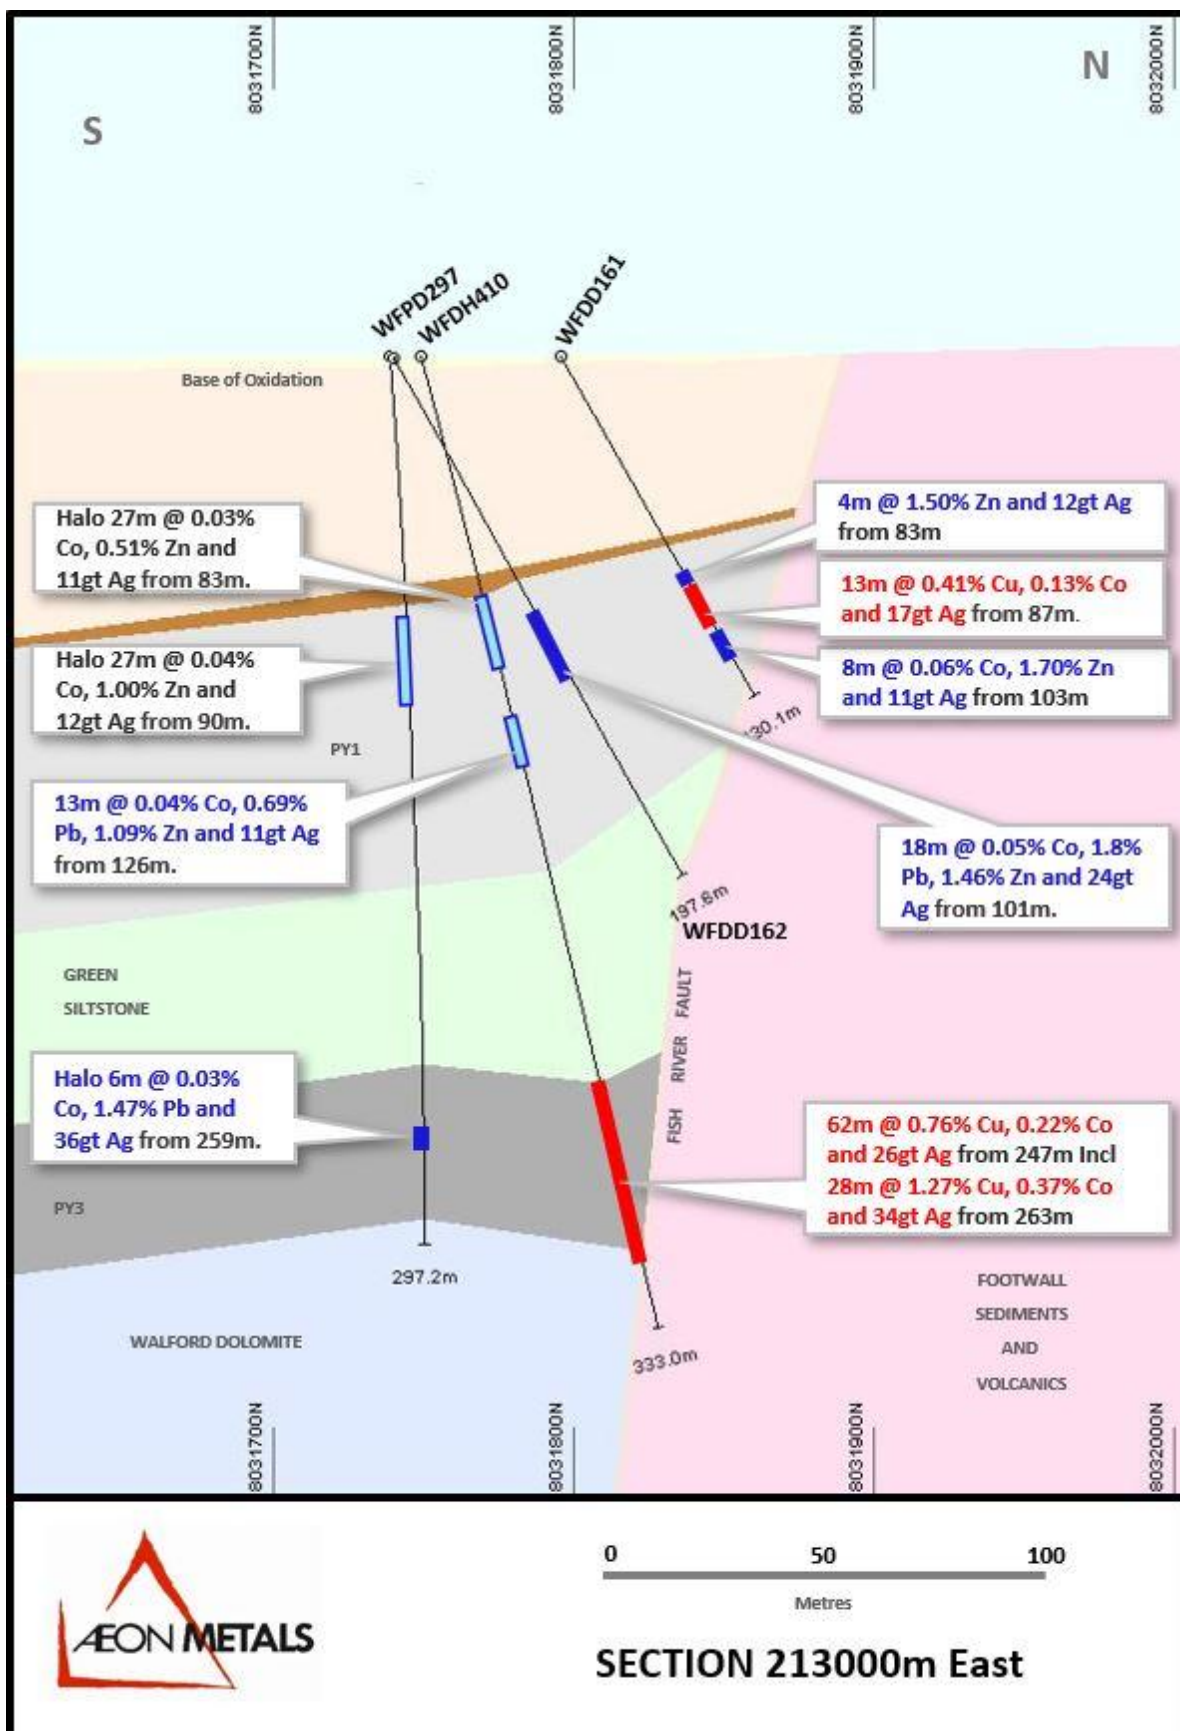 8031700N
8031800N
8031900N
8032000N
S
N
WFPD297
WFDH410
WFDD161
Base of Oxidation
Halo 27m @ 0.03%
Co, 0.51% Zn and
11gt Ag from 83m.
4m @ 1.50% Zn and 12gt Ag
from 83m
13m @ 0.41% Cu, 0.13% Co
and 17gt Ag from 87m.
Halo 27m @ 0.04%
Co, 1.00% Zn and
12gt Ag from 90m.
8m @ 0.06% Co, 1.70% Zn
and 11gt Ag from 103m
30.1m
PY1
13m @ 0.04% Co, 0.69%
Pb, 1.09% Zn and 11gt Ag
from 126m.
18m @ 0.05% Co, 1.8%
Pb, 1.46% Zn and 24gt
Ag from 101m.
197.6m
WFDD162
GREEN
SILTSTONE
FISH RIVER FAULT
Halo 6m @ 0.03%
Co, 1.47% Pb and
36gt Ag from 259m.
62m @ 0.76% Cu, 0.22% Co
and 26gt Ag from 247m Incl
28m @ 1.27% Cu, 0.37% Co
and 34gt Ag from 263m
PY3
297.2m
333.0m
WALFORD DOLOMITE
FOOTWALL
SEDIMENTS
AND
VOLCANICS
8031700N
8031800N
8031900N
8032000N
ÆON METALS
0 50 100
Metres
SECTION 213000m East